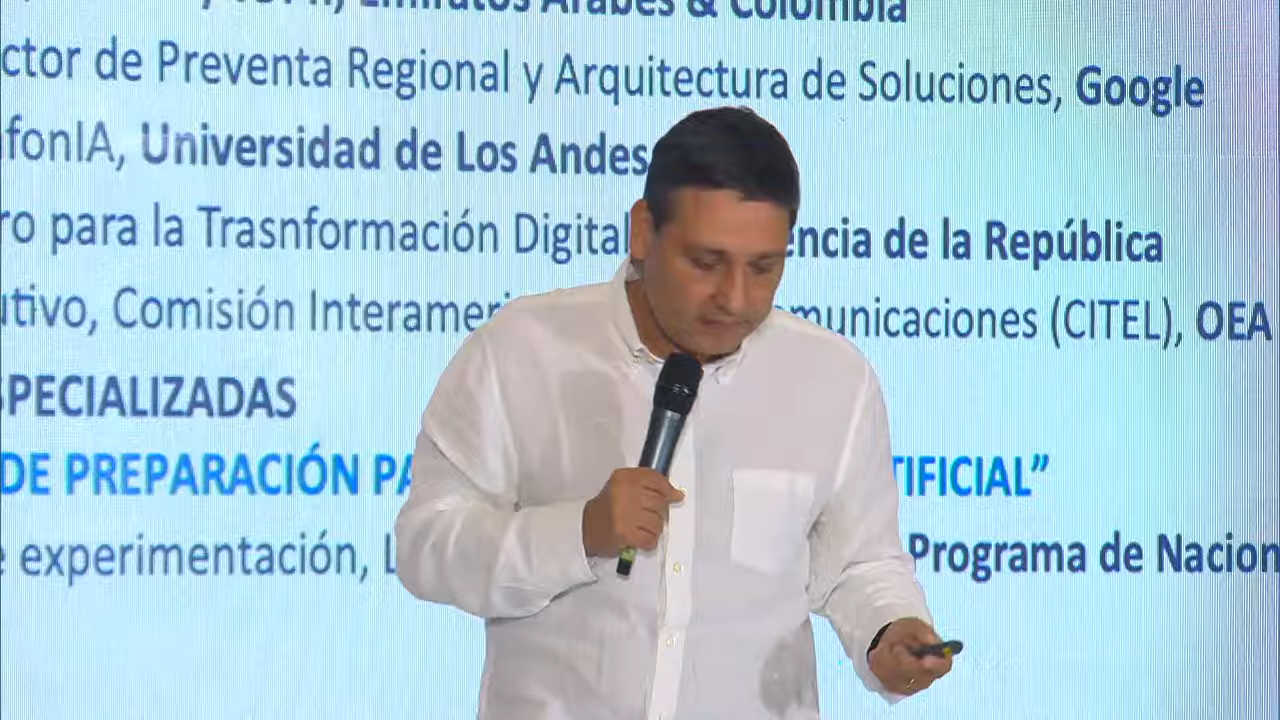 Emiratos Árabes & Colombia
ctor de Preventa Regional y Arquitectura de Soluciones, Google
fonIA, Universidad de Los Andes
ro para la Trasnformación Digital encia de la República
utivo, Comisión Interameri municaciones (CITEL), OEA
SPECIALIZADAS
DE PREPARACIÓN PA TIFICIAL”
e experimentación, L Programa de Nacion